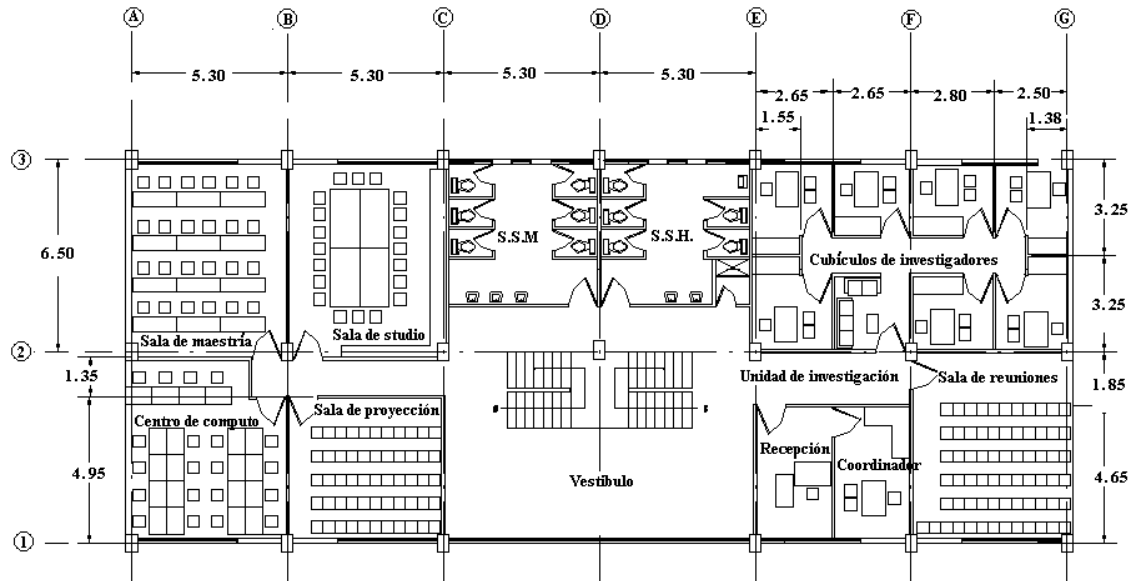 A B C D E F G
5.30 5.30 5.30 5.30
2.65 2.65 2.80 2.50
1.55 1.38
3
3.25
6.50
S.S.M S.S.H.
Cubículos de investigadores
3.25
Sala de maestría Sala de studio
2
1.35
Unidad de investigación Sala de reuniones
1.85
Centro de computo Sala de proyección
Recepción
Coordinador
4.95
Vestíbulo
4.65
1